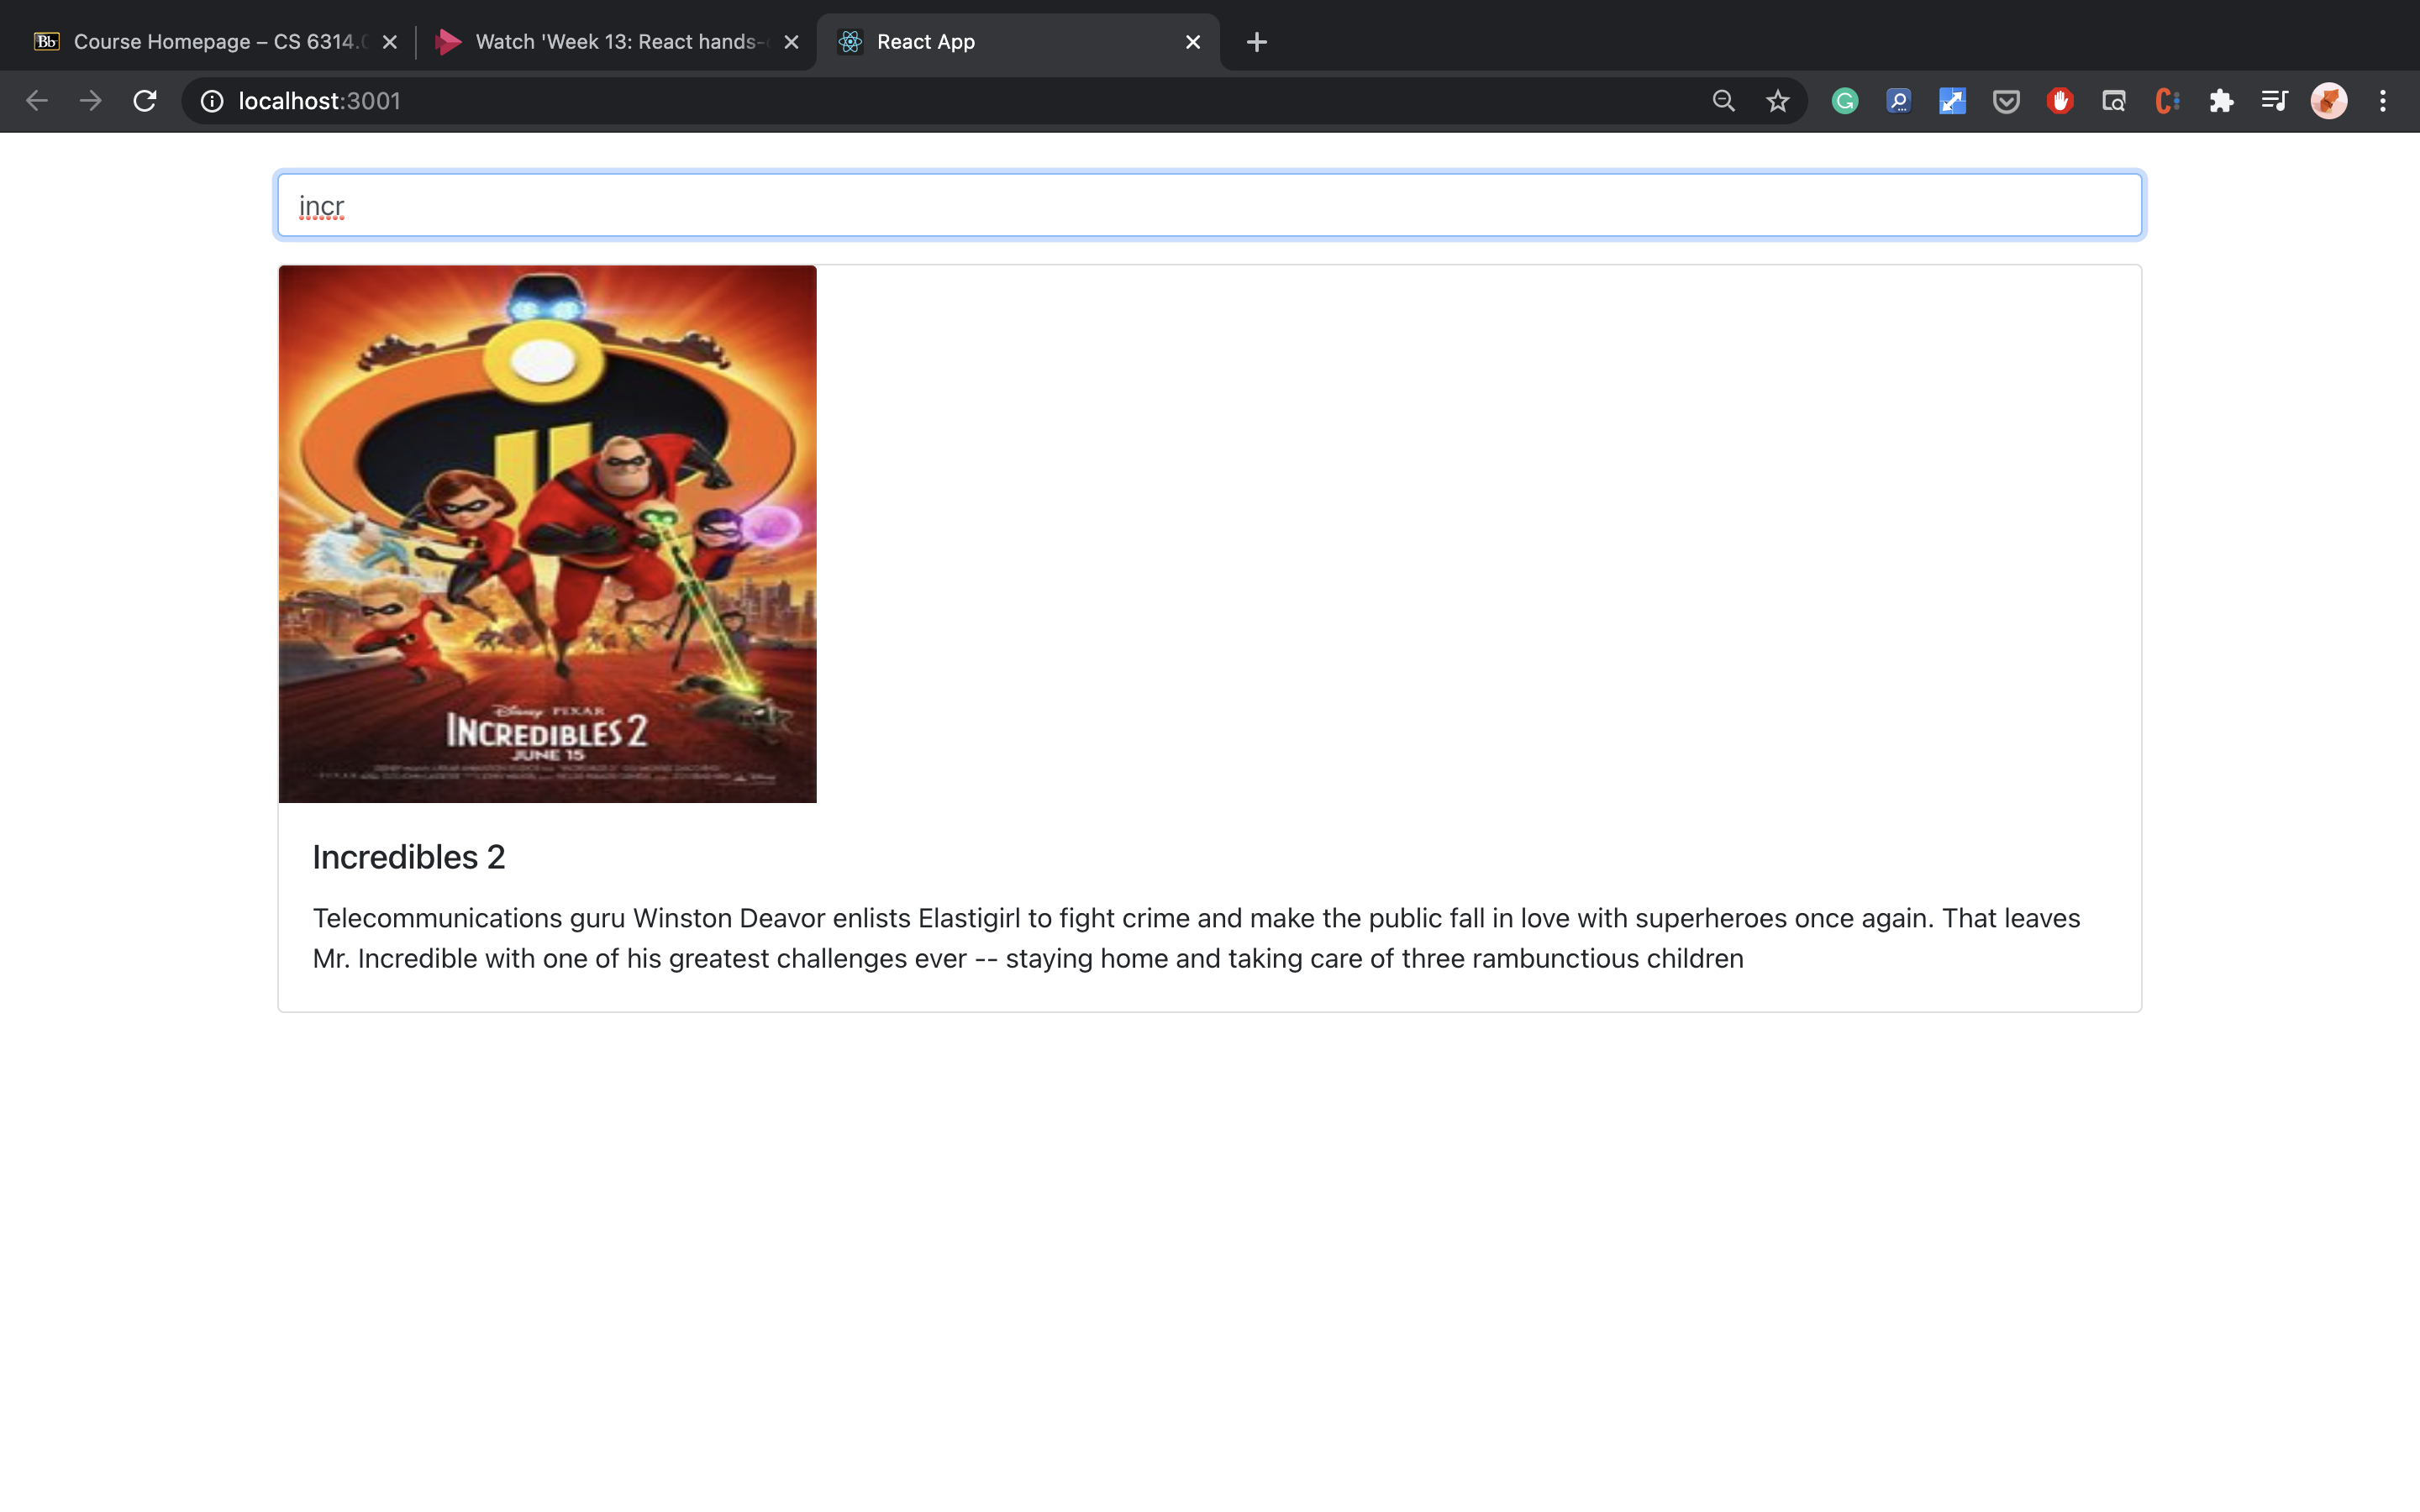 Bb Course Homepage – CS 6314.
Watch 'Week 13: React hands-
React App
localhost:3001
incr
Disney PIXAR
INCREDIBLES 2
JUNE 15
Incredibles 2
Telecommunications guru Winston Deavor enlists Elastigirl to fight crime and make the public fall in love with superheroes once again. That leaves
Mr. Incredible with one of his greatest challenges ever -- staying home and taking care of three rambunctious children